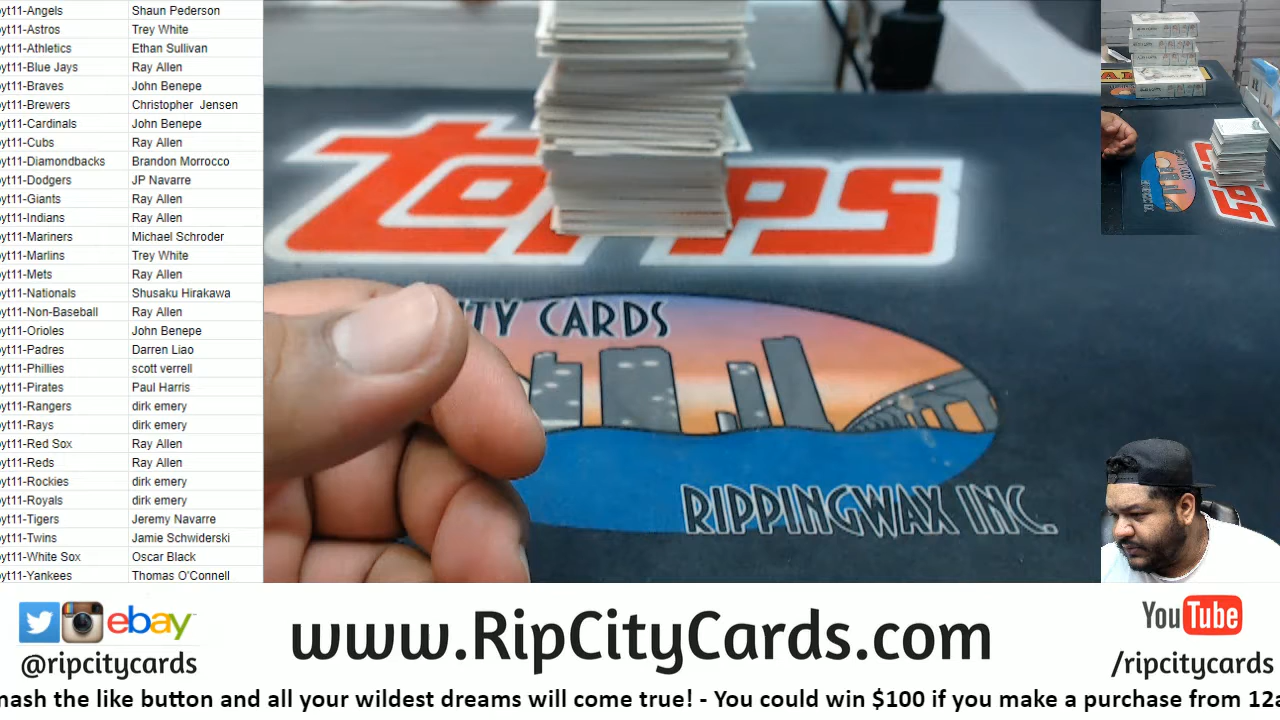 yt11-Angels Shaun Pederson
yt11-Astros Trey White
yt11-Athletics Ethan Sullivan
yt11-Blue Jays Ray Allen
yt11-Braves John Benepe
yt11-Brewers Christopher Jensen
yt11-Cardinals John Benepe
yt11-Cubs Ray Allen
yt11-Diamondbacks Brandon Morrocco
yt11-Dodgers JP Navarre
yt11-Giants Ray Allen
yt11-Indians Ray Allen
yt11-Mariners Michael Schroder
yt11-Marlins Trey White
yt11-Mets Ray Allen
yt11-Nationals Shusaku Hirakawa
yt11-Non-Baseball Ray Allen
yt11-Orioles John Benepe
yt11-Padres Darren Liao
yt11-Phillies scott verrell
yt11-Pirates Paul Harris
yt11-Rangers dirk emery
yt11-Rays dirk emery
yt11-Red Sox Ray Allen
yt11-Reds Ray Allen
yt11-Rockies dirk emery
yt11-Royals dirk emery
yt11-Tigers Jeremy Navarre
yt11-Twins Jamie Schwiderski
yt11-White Sox Oscar Black
yt11-Yankees Thomas O'Connell
topps
ITY CARDS
RIPPINGWAX INC.
ebay
@ripcitycards
www.RipCityCards.com
YouTube
/ripcitycards
mash the like button and all your wildest dreams will come true! - You could win $100 if you make a purchase from 12a